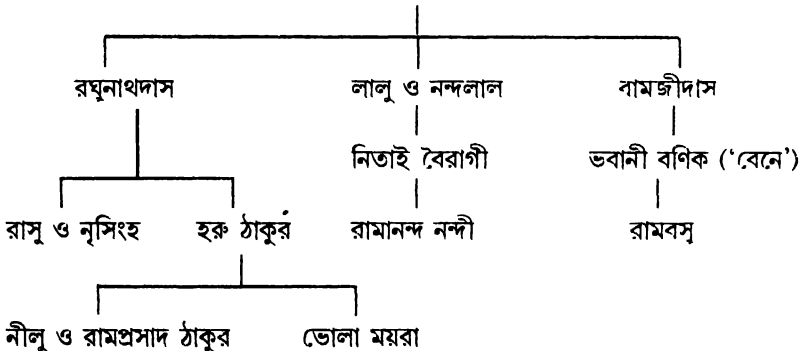 রঘুনাথদাস লালু ও নন্দলাল রামজীদাস
নিতাই বৈরাগী ভবানী বণিক (‘বেনে’)
রাসু ও নৃসিংহ হরু ঠাকুর রামানন্দ নন্দী রামবসু
নীলু ও রামপ্রসাদ ঠাকুর ভোলা ময়রা